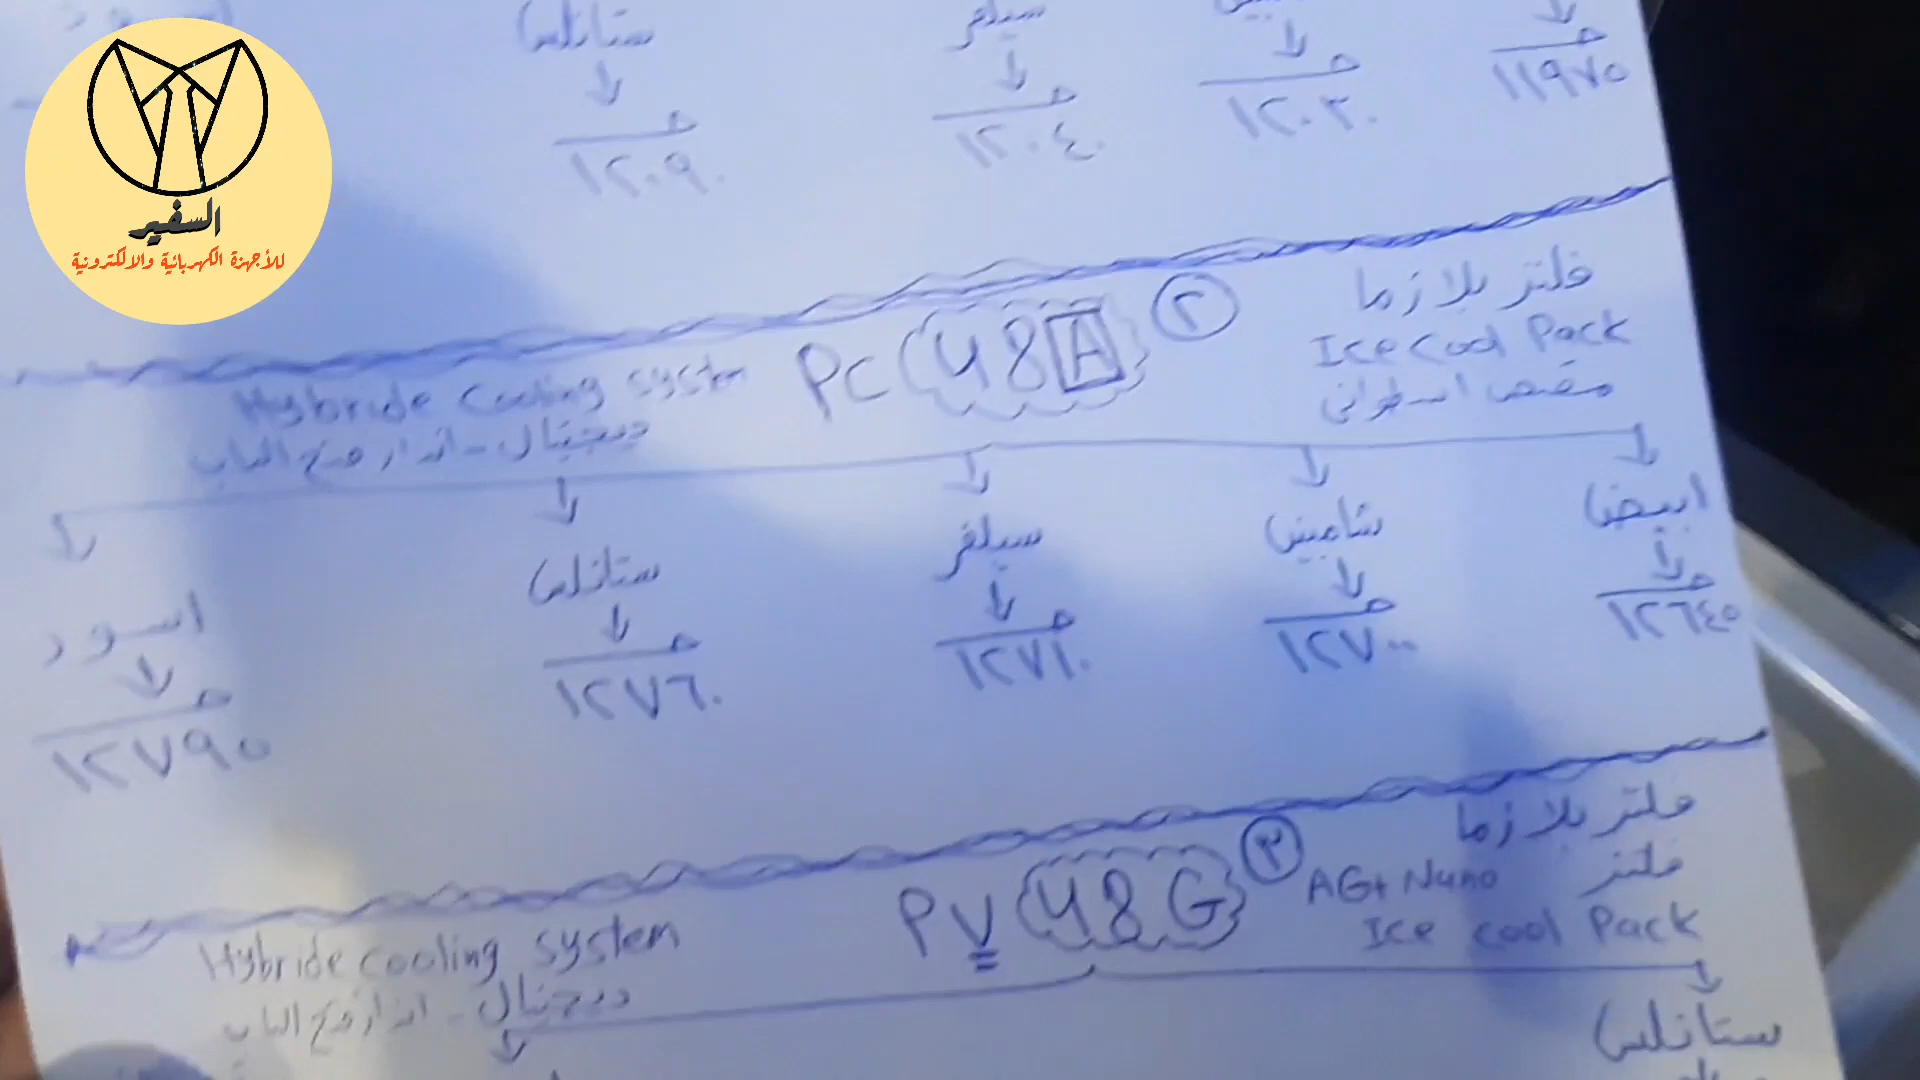 السفير
للأجهزة الكهربائية والالكترونية
ستانلس
سيلفر
١١٩٧٥
١٢٠٣٠
١٢٠٤٠
١٢٠٩٠
فلتر بلازما
Ice Cool Pack
مقبض اسطواني
٢
PC 48A
Hybride Cooling system
ديجيتال - انذار فتح الباب
ابيض
شامبين
سيلفر
ستانلس
اسود
١٢٦٤٥
١٢٧٠٠
١٢٧١٠
١٢٧٦٠
١٢٧٩٥
فلتر بلازما
فلتر AG+ Nano
Ice cool Pack
٣
PV 48G
Hybride cooling system
ديجيتال - انذار فتح الباب
ستانلس